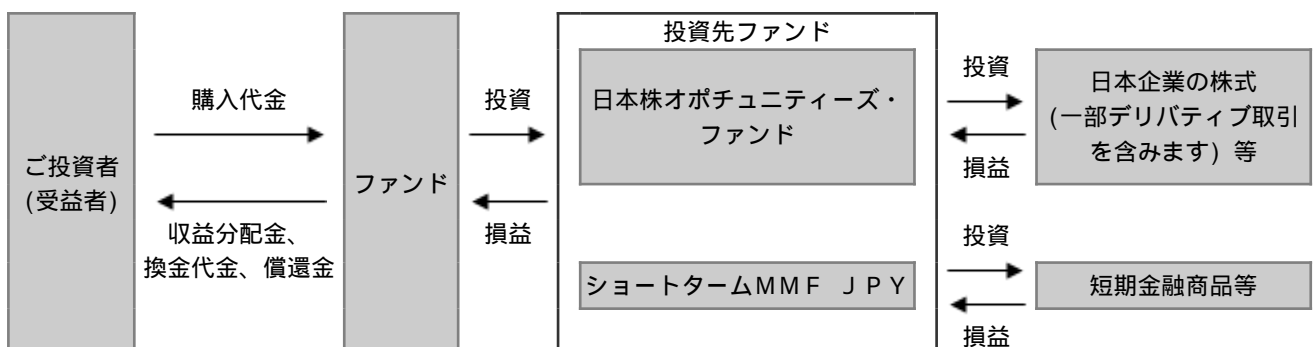 ご投資者
(受益者)
購入代金
収益分配金、
換金代金、償還金
ファンド
投資
損益
投資先ファンド
日本株オポチュニティーズ・
ファンド
ショートタームＭＭＦ　ＪＰＹ
投資
損益
日本企業の株式
(一部デリバティブ取引
を含みます) 等
投資
損益
短期金融商品等